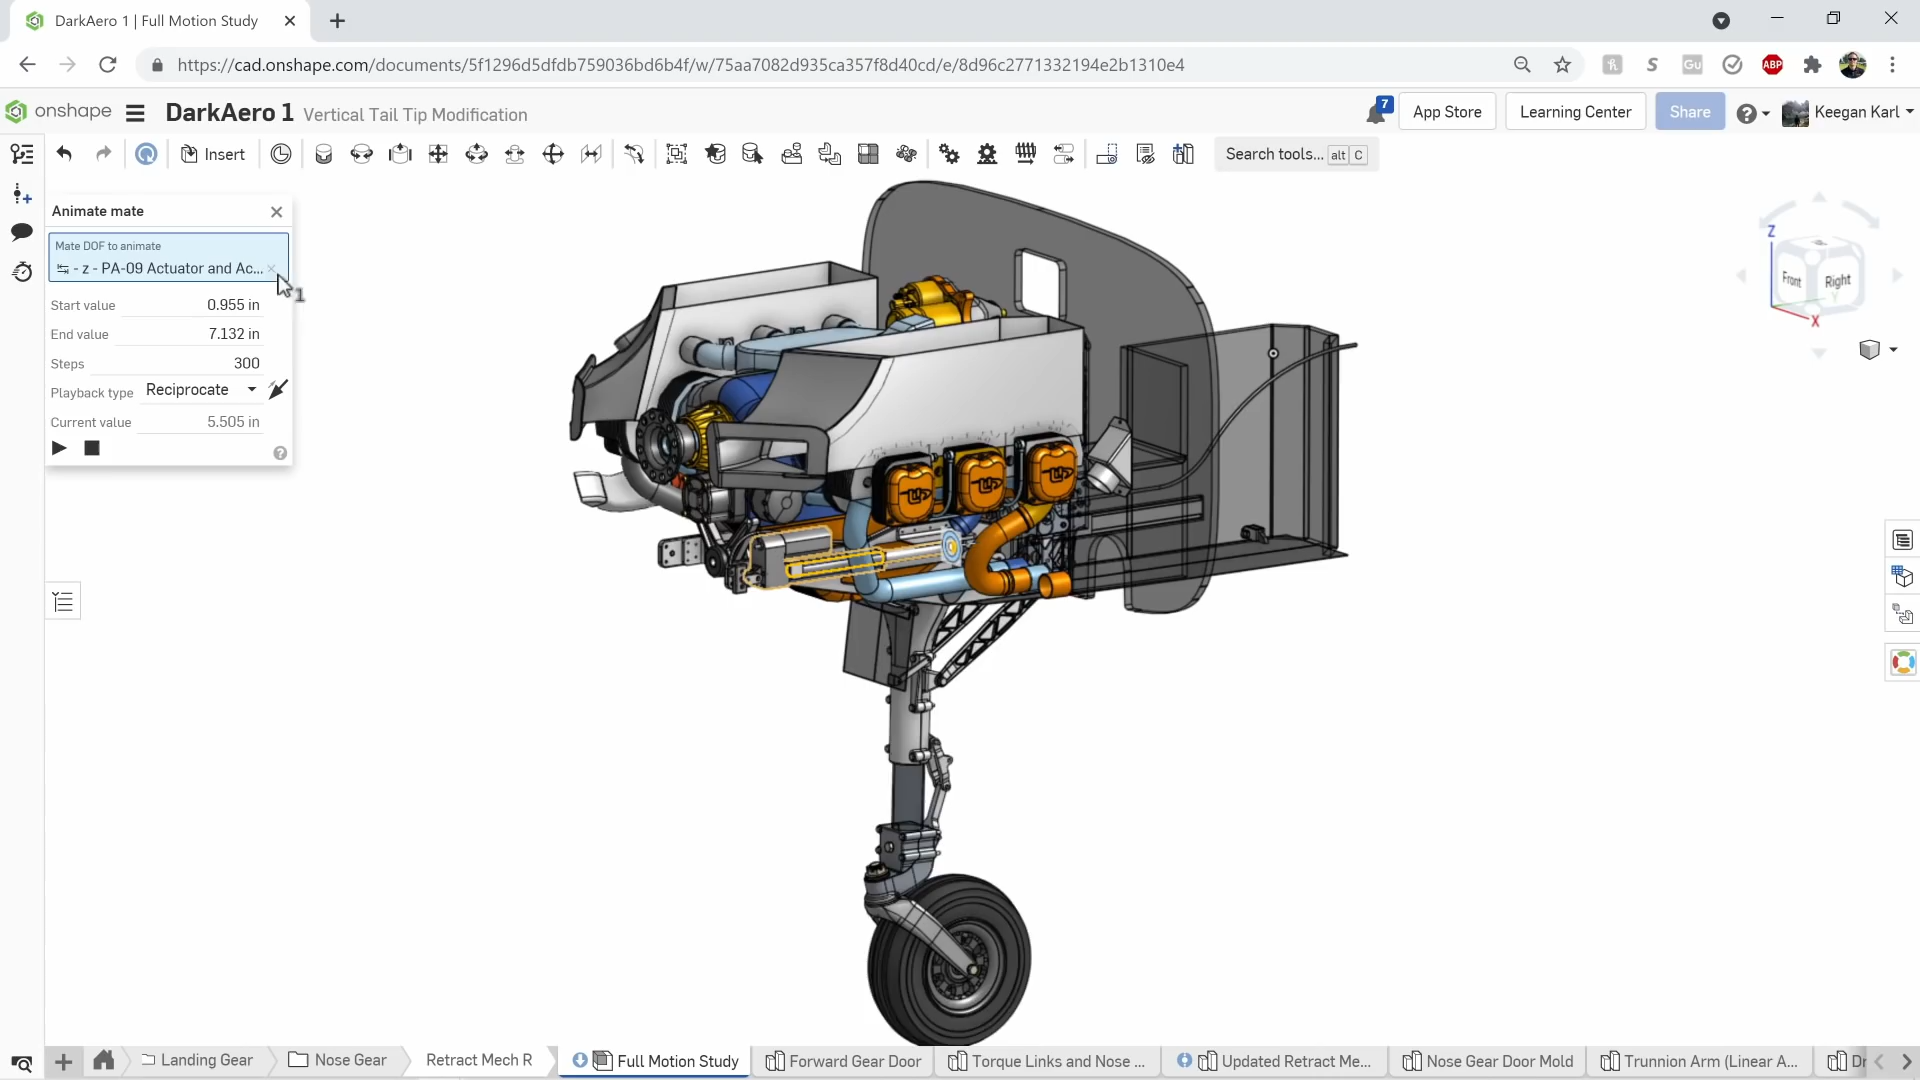 DarkAero 1 | Full Motion Study
https://cad.onshape.com/documents/5f1296d5dfdb759036bd6b4f/w/75aa7082d935ca357f8d40cd/e/8d96c2771332194e2b1310e4
Gu
ABP
onshape
DarkAero 1 Vertical Tail Tip Modification
7
App Store
Learning Center
Share
Keegan Karl
Insert
Search tools... alt C
Animate mate
Mate DOF to animate
- z - PA-09 Actuator and Ac...
1
Start value 0.955 in
End value 7.132 in
Steps 300
Playback type Reciprocate
Current value 5.505 in
Z
Front
Right
Y
X
Landing Gear
Nose Gear
Retract Mech R
Full Motion Study
Forward Gear Door
Torque Links and Nose ...
Updated Retract Me...
Nose Gear Door Mold
Trunnion Arm (Linear A...